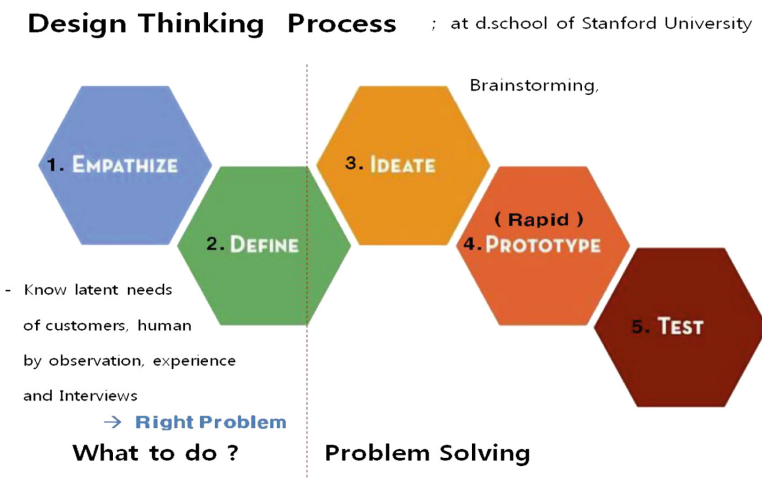 Design Thinking Process ; at d.school of Stanford University
Brainstorming,
1. EMPATHIZE
3. IDEATE
2. DEFINE
( Rapid )
4. PROTOTYPE
5. TEST
- Know latent needs
of customers, human
by observation, experience
and Interviews
→ Right Problem
What to do ?
Problem Solving